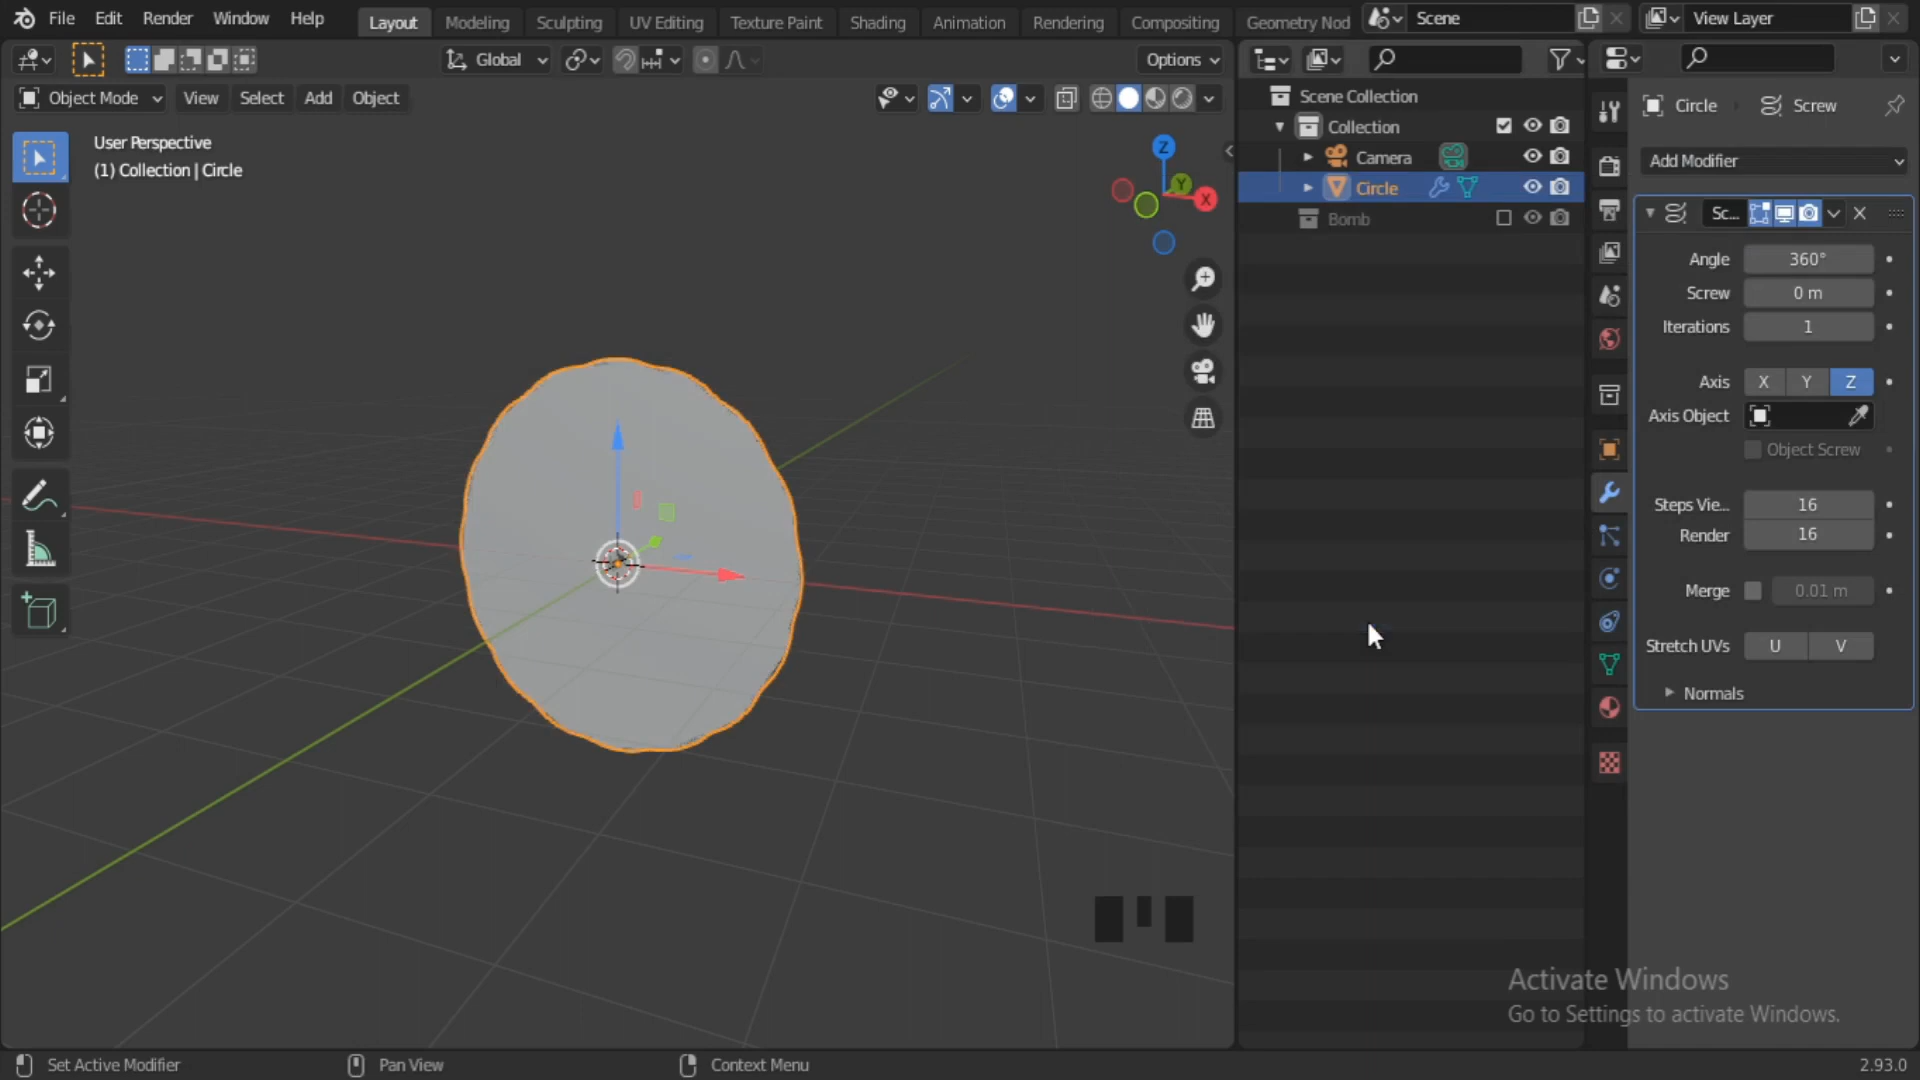 File Edit Render Window Help Layout Modeling Sculpting UV Editing Texture Paint Shading Animation Rendering Compositing Geometry Nod Scene View Layer
Global Options
Object Mode View Select Add Object
User Perspective
(1) Collection | Circle
Z
Y
X
Scene Collection
Collection
Camera
Circle
Bomb
Circle Screw
Add Modifier
Sc...
Angle 360°
Screw 0 m
Iterations 1
Axis X Y Z
Axis Object
Object Screw
Steps Vie... 16
Render 16
Merge 0.01 m
Stretch UVs U V
Normals
Activate Windows
Go to Settings to activate Windows.
Set Active Modifier Pan View Context Menu 2.93.0